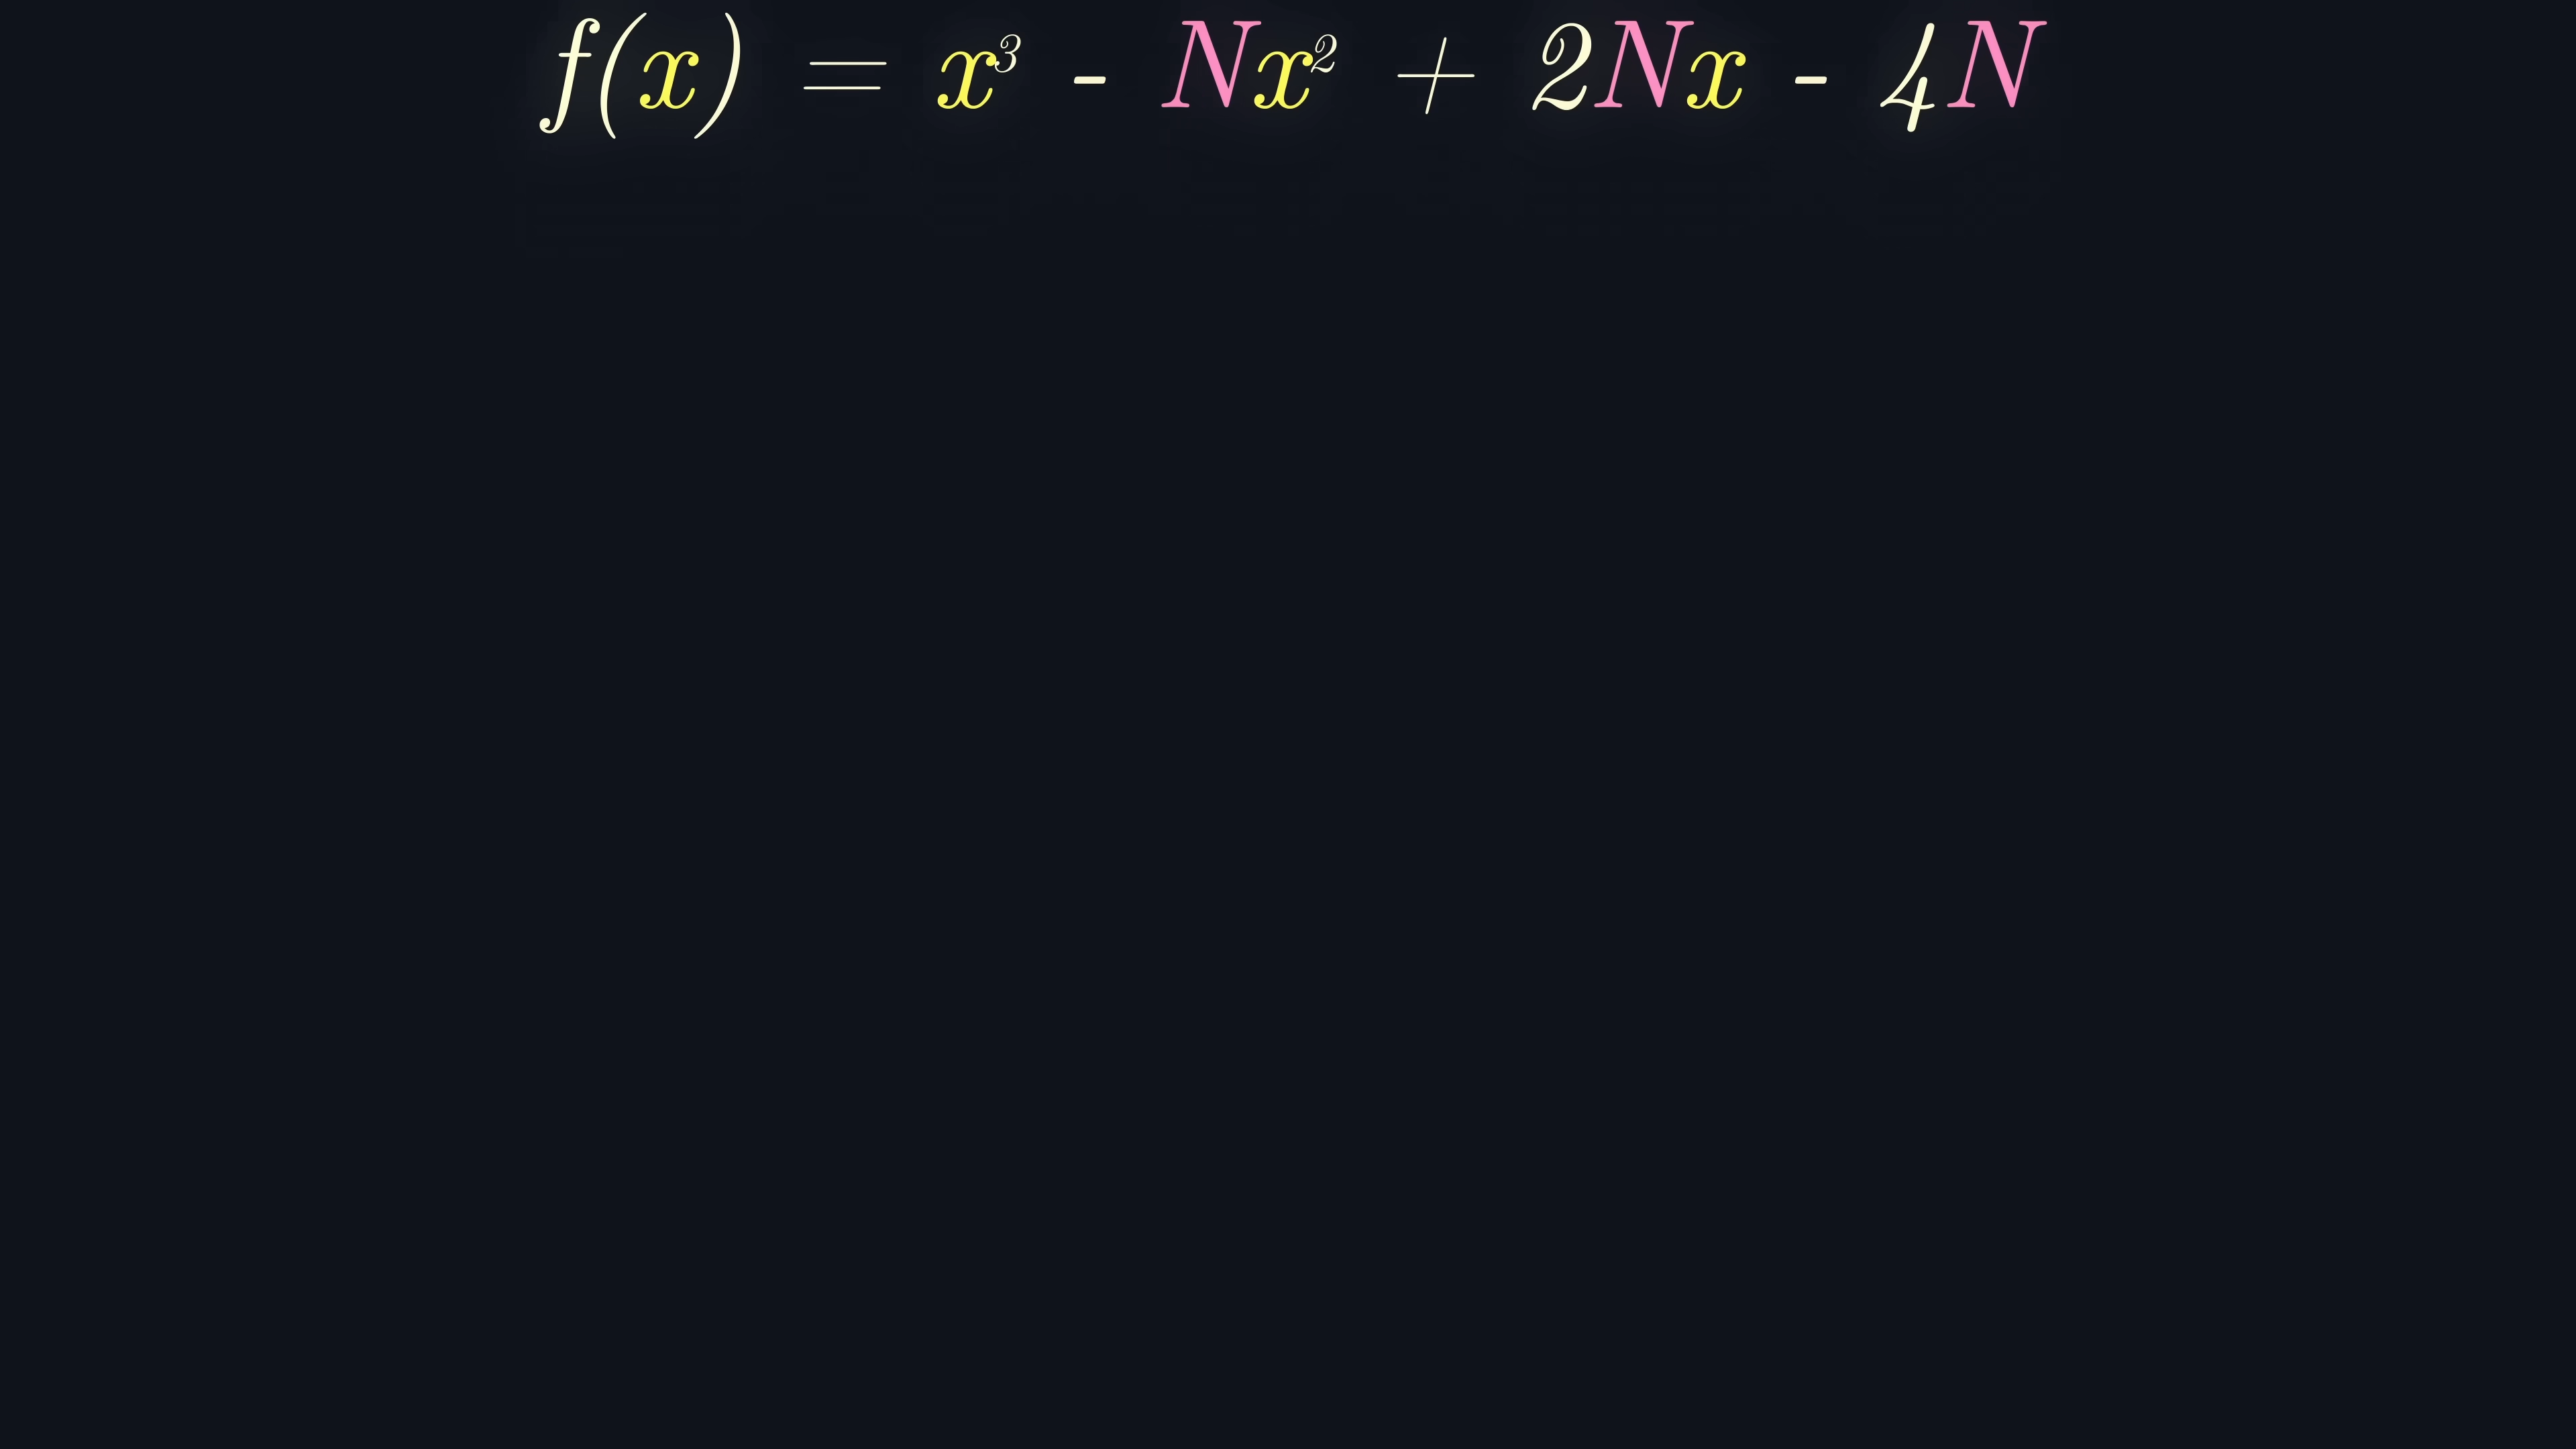 f(x) = x³ - Nx² + 2Nx - 4N